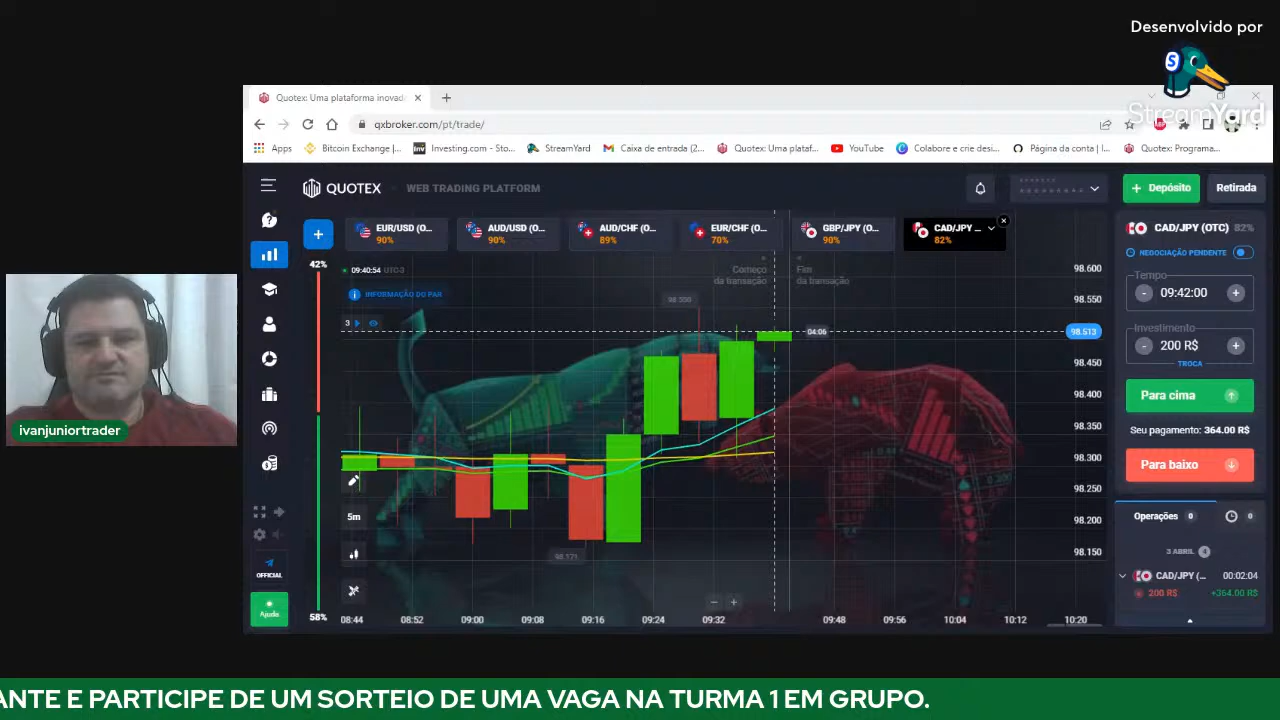 Desenvolvido por
StreamYard
Quotex: Uma plataforma inovad
qxbroker.com/pt/trade/
Apps
Bitcoin Exchange |...
Investing.com - Sto...
StreamYard
Caixa de entrada (2...
Quotex: Uma plataf...
YouTube
Colabore e crie desi...
Página da conta | I...
Quotex: Programa...
QUOTEX
WEB TRADING PLATFORM
Depósito
Retirada
EUR/USD (O...
90%
AUD/USD (O...
90%
AUD/CHF (O...
89%
EUR/CHF (O...
70%
GBP/JPY (O...
90%
CAD/JPY ...
82%
42%
09:40:54 UTC-3
INFORMAÇÃO DO PAR
3
Começo
da transação
Fim
da transação
98.550
04:06
98.171
98.600
98.550
98.513
98.450
98.400
98.350
98.300
98.250
98.200
98.150
5m
58%
08:44
08:52
09:00
09:08
09:16
09:24
09:32
09:48
09:56
10:04
10:12
10:20
OFFICIAL
Ajuda
CAD/JPY (OTC) 82%
NEGOCIAÇÃO PENDENTE
Tempo
- 09:42:00 +
Investimento
- 200 R$ +
TROCA
Para cima
Seu pagamento: 364.00 R$
Para baixo
Operações 0
0
3 ABRIL 4
CAD/JPY (... 00:02:04
200 R$ +364.00 R$
ivanjuniortrader
ANTE E PARTICIPE DE UM SORTEIO DE UMA VAGA NA TURMA 1 EM GRUPO.